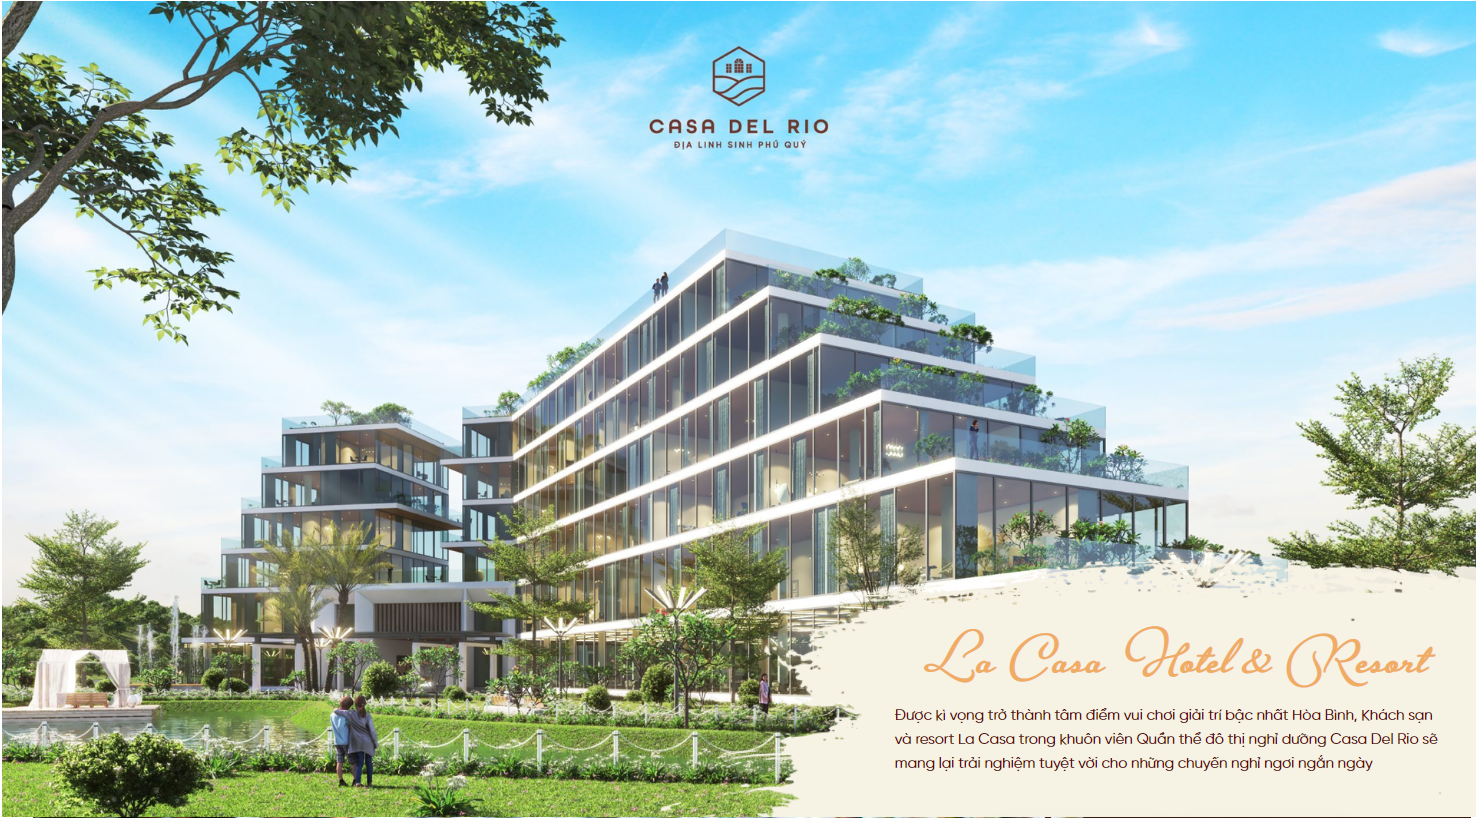 CASA DEL RIO
ĐỊA LINH SINH PHÚ QUÝ
La Casa Hotel & Resort
Được kì vọng trở thành tâm điểm vui chơi giải trí bậc nhất Hòa Bình, Khách sạn
và resort La Casa trong khuôn viên Quần thể đô thị nghỉ dưỡng Casa Del Rio sẽ
mang lại trải nghiệm tuyệt vời cho những chuyến nghỉ ngơi ngắn ngày